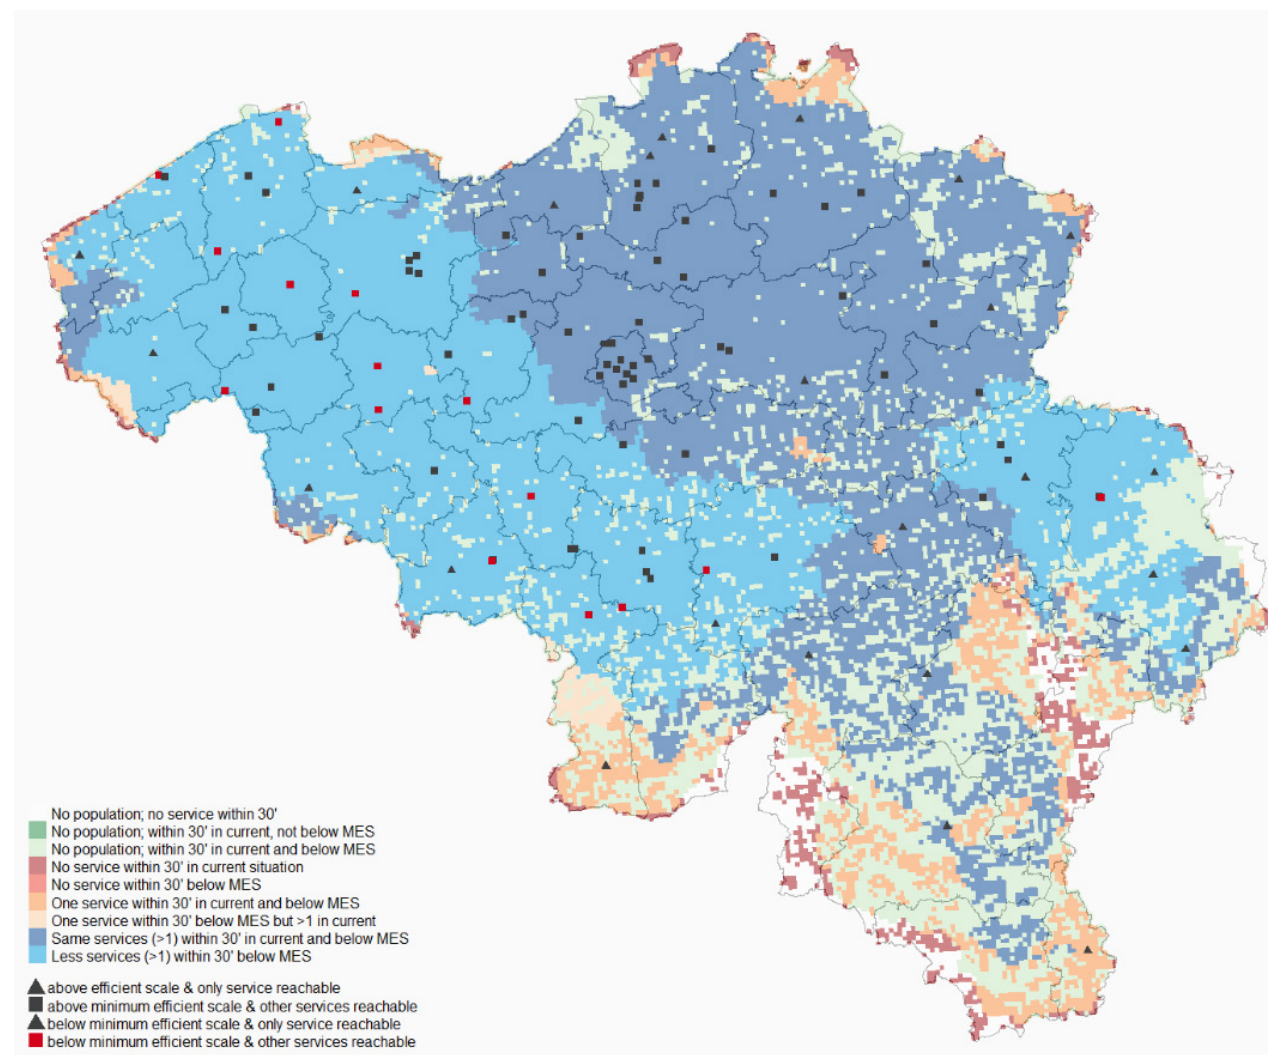 No population; no service within 30'
No population; within 30' in current, not below MES
No population; within 30' in current and below MES
No service within 30' in current situation
No service within 30' below MES
One service within 30' in current and below MES
One service within 30' below MES but >1 in current
Same services (>1) within 30' in current and below MES
Less services (>1) within 30' below MES
above efficient scale & only service reachable
above minimum efficient scale & other services reachable
below minimum efficient scale & only service reachable
below minimum efficient scale & other services reachable